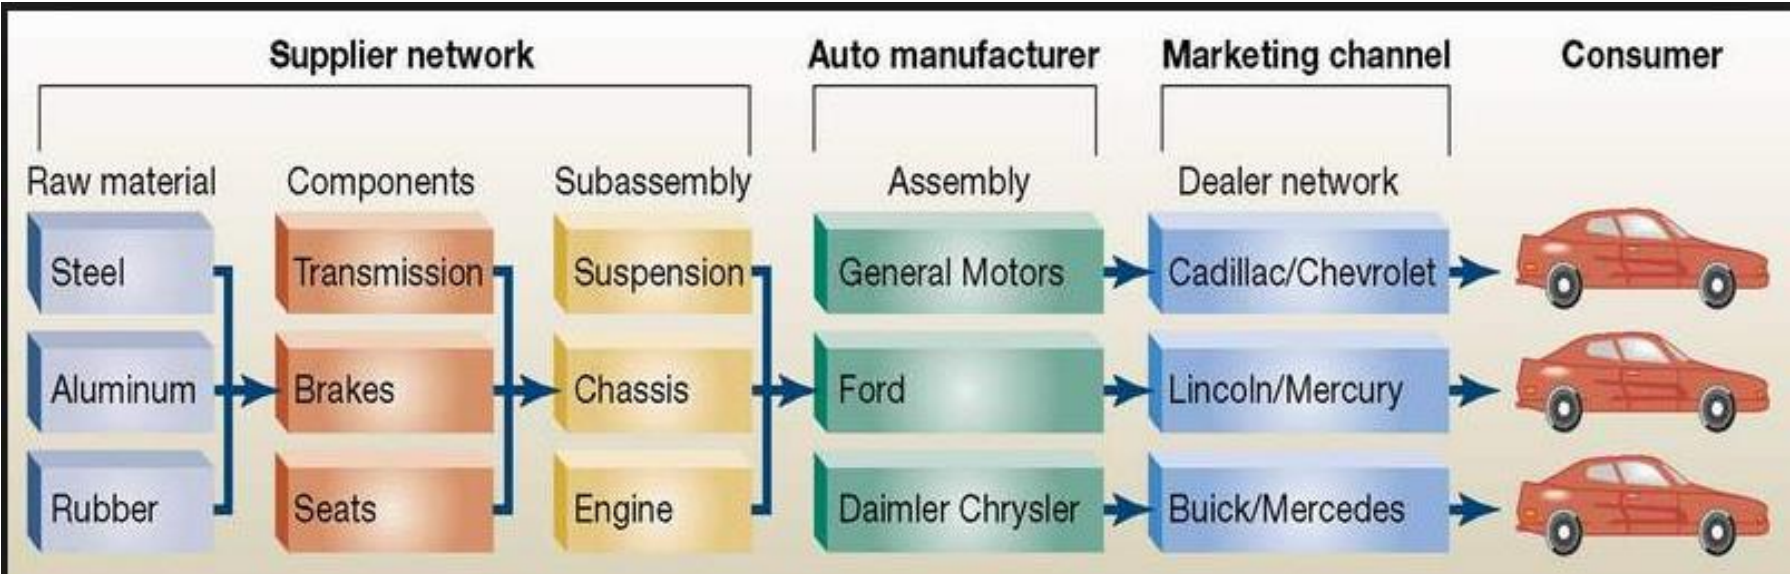 Supplier network
Auto manufacturer
Marketing channel
Consumer
Raw material
Components
Subassembly
Assembly
Dealer network
Steel
Transmission
Suspension
General Motors
Cadillac/Chevrolet
Aluminum
Brakes
Chassis
Ford
Lincoln/Mercury
Rubber
Seats
Engine
Daimler Chrysler
Buick/Mercedes